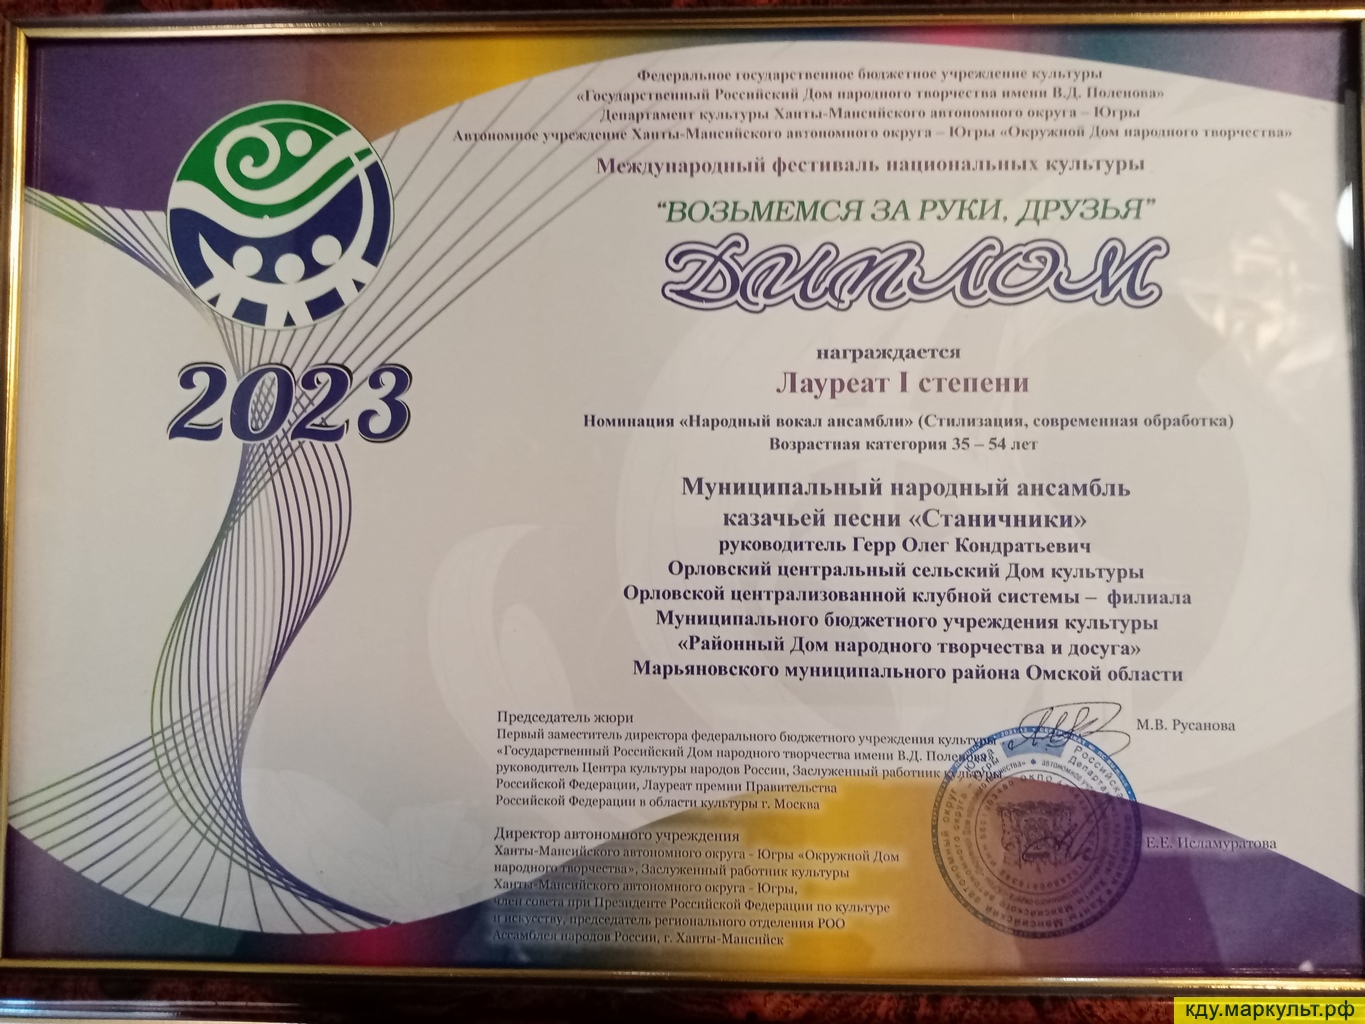 Федеральное государственное бюджетное учреждение культуры
«Государственный Российский Дом народного творчества имени В.Д. Поленова»
Департамент культуры Ханты-Мансийского автономного округа – Югры
Автономное учреждение Ханты-Мансийского автономного округа – Югры «Окружной Дом народного творчества»
Международный фестиваль национальных культуры
"ВОЗЬМЕМСЯ ЗА РУКИ, ДРУЗЬЯ"
ДИПЛОМ
2023
награждается
Лауреат I степени
Номинация «Народный вокал ансамбли» (Стилизация, современная обработка)
Возрастная категория 35 – 54 лет
Муниципальный народный ансамбль
казачьей песни «Станичники»
руководитель Герр Олег Кондратьевич
Орловский центральный сельский Дом культуры
Орловской централизованной клубной системы – филиала
Муниципального бюджетного учреждения культуры
«Районный Дом народного творчества и досуга»
Марьяновского муниципального района Омской области
Председатель жюри
Первый заместитель директора федерального бюджетного учреждения культуры
«Государственный Российский Дом народного творчества имени В.Д. Поленова»
руководитель Центра культуры народов России, Заслуженный работник культуры
Российской Федерации, Лауреат премии Правительства
Российской Федерации в области культуры г. Москва
М.В. Русанова
Директор автономного учреждения
Ханты-Мансийского автономного округа - Югры «Окружной Дом
народного творчества», Заслуженный работник культуры
Ханты-Мансийского автономного округа - Югры,
член совета при Президенте Российской Федерации по культуре
и искусству, председатель регионального отделения РОО
Ассамблея народов России, г. Ханты-Мансийск
Е.Е. Исламуратова
кду.маркульт.рф